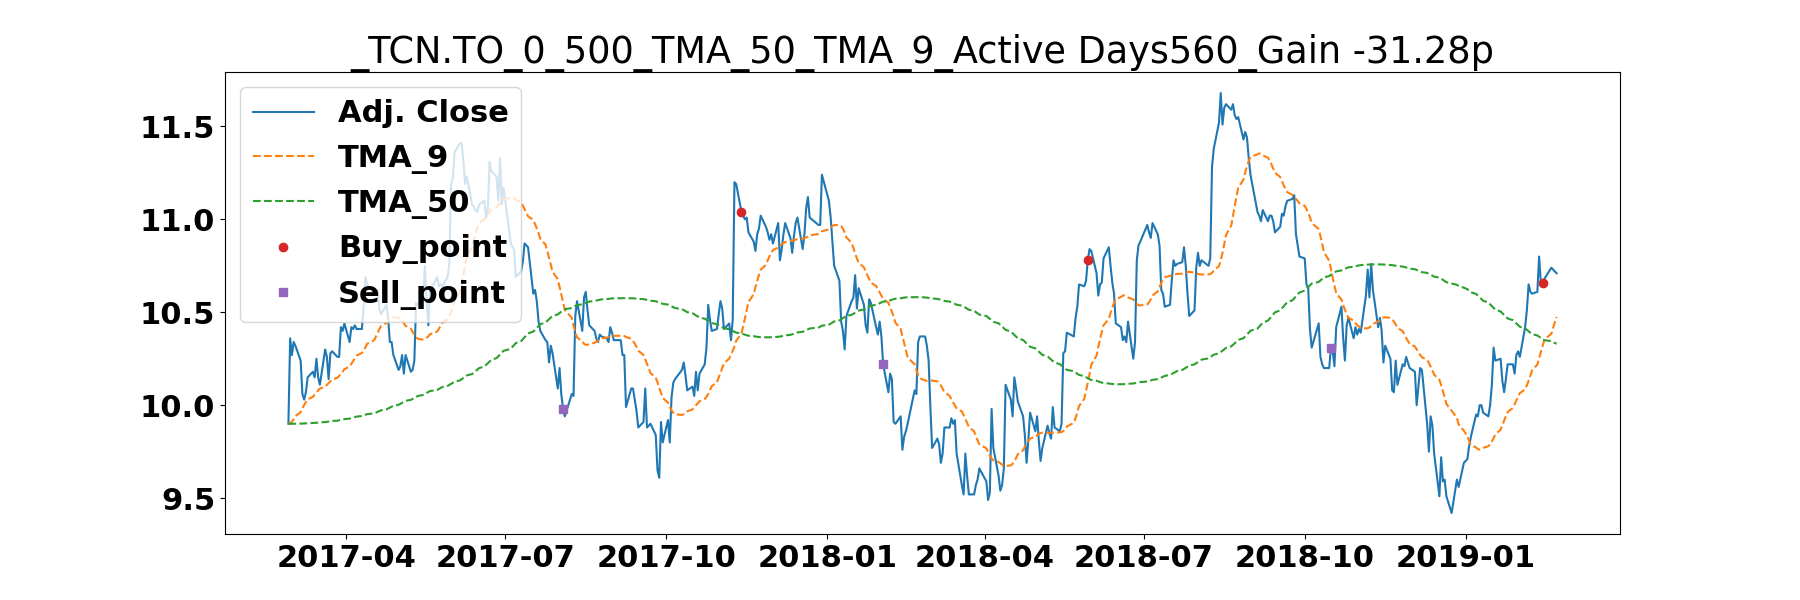 _TCN.TO_0_500_TMA_50_TMA_9_Active Days560_Gain -31.28p
Adj. Close
TMA_9
TMA_50
Buy_point
Sell_point
11.5
11.0
10.5
10.0
9.5
2017-04 2017-07 2017-10 2018-01 2018-04 2018-07 2018-10 2019-01